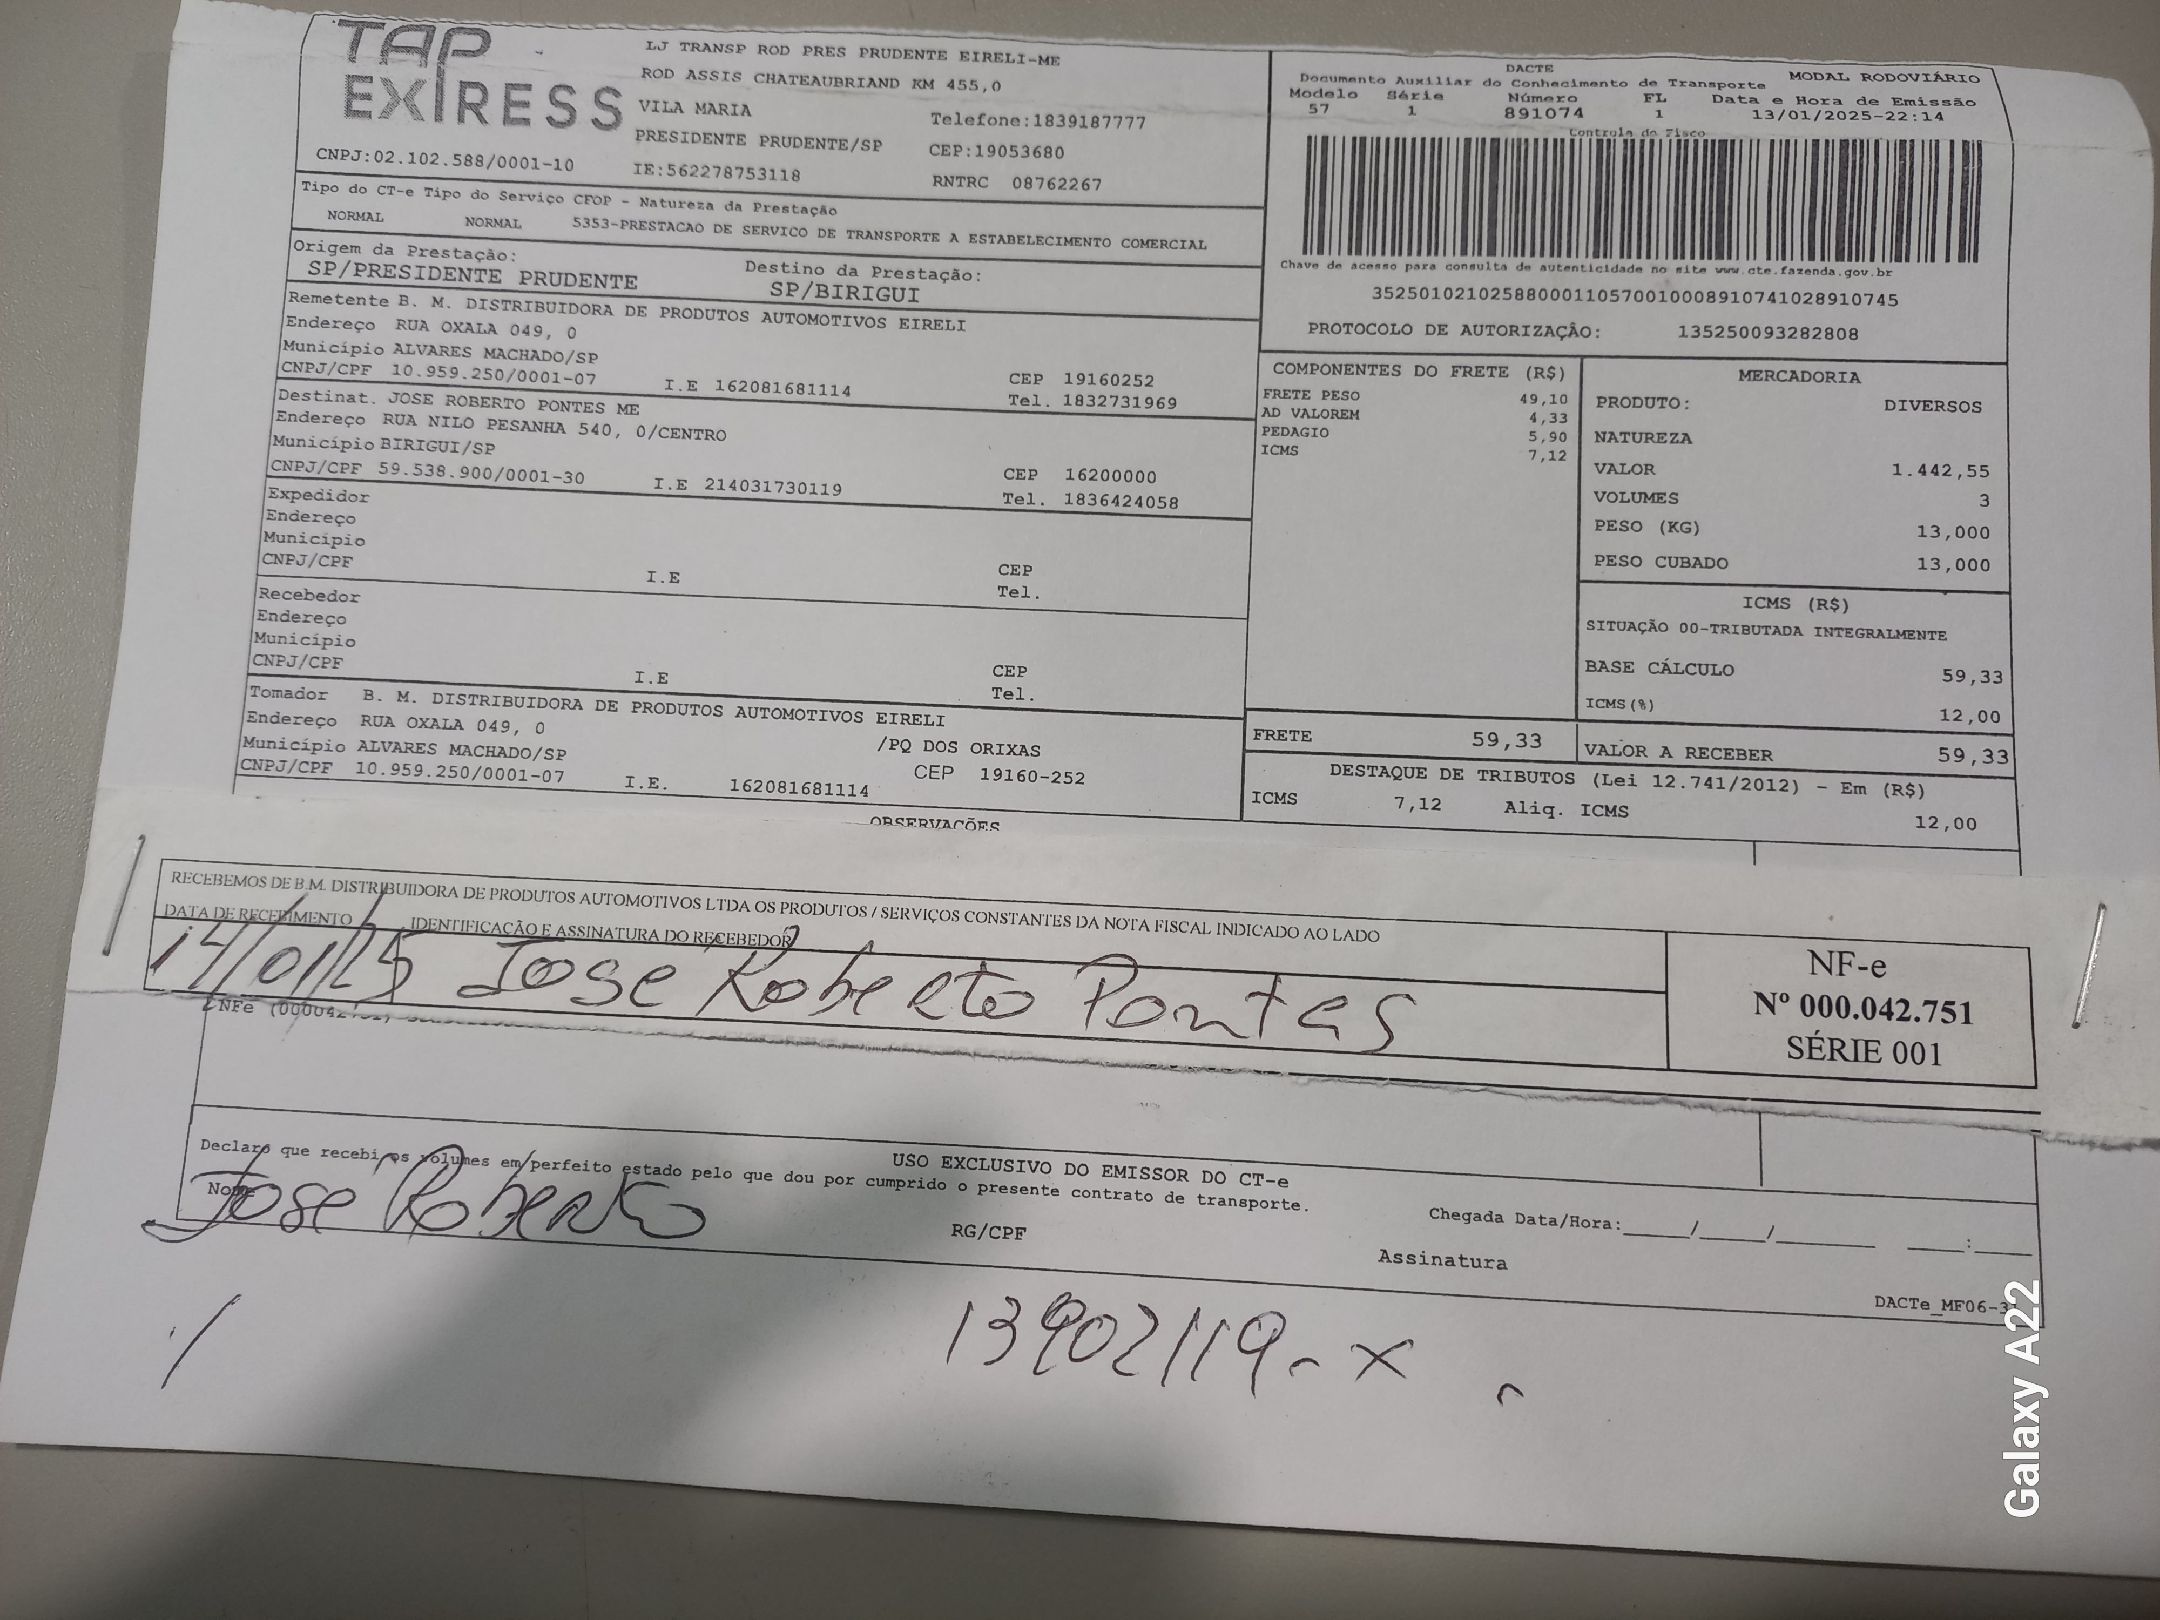 TAP
EXPRESS
LJ TRANSP ROD PRES PRUDENTE EIRELI-ME
ROD ASSIS CHATEAUBRIAND KM 455,0
VILA MARIA
Telefone:1839187777
PRESIDENTE PRUDENTE/SP
CEP:19053680
CNPJ:02.102.588/0001-10
IE:562278753118
RNTRC 08762267
DACTE
MODAL RODOVIÁRIO
Documento Auxiliar do Conhecimento de Transporte
Modelo Série Número FL Data e Hora de Emissão
57 1 891074 1 13/01/2025-22:14
Controle do Fisco
Chave de acesso para consulta de autenticidade no site www.cte.fazenda.gov.br
35250102102588000110570010008910741028910745
PROTOCOLO DE AUTORIZAÇÃO: 135250093282808
Tipo do CT-e Tipo do Serviço CFOP - Natureza da Prestação
NORMAL NORMAL 5353-PRESTACAO DE SERVICO DE TRANSPORTE A ESTABELECIMENTO COMERCIAL
Origem da Prestação: Destino da Prestação:
SP/PRESIDENTE PRUDENTE SP/BIRIGUI
Remetente B. M. DISTRIBUIDORA DE PRODUTOS AUTOMOTIVOS EIRELI
Endereço RUA OXALA 049, 0
Município ALVARES MACHADO/SP CEP 19160252
CNPJ/CPF 10.959.250/0001-07 I.E 162081681114 Tel. 1832731969
Destinat. JOSE ROBERTO PONTES ME
Endereço RUA NILO PESANHA 540, 0/CENTRO
Município BIRIGUI/SP CEP 16200000
CNPJ/CPF 59.538.900/0001-30 I.E 214031730119 Tel. 1836424058
Expedidor
Endereço
Município CEP
CNPJ/CPF I.E Tel.
Recebedor
Endereço
Município CEP
CNPJ/CPF I.E Tel.
Tomador B. M. DISTRIBUIDORA DE PRODUTOS AUTOMOTIVOS EIRELI
Endereço RUA OXALA 049, 0 /PQ DOS ORIXAS
Município ALVARES MACHADO/SP CEP 19160-252
CNPJ/CPF 10.959.250/0001-07 I.E. 162081681114
COMPONENTES DO FRETE (R$)
FRETE PESO 49,10
AD VALOREM 4,33
PEDAGIO 5,90
ICMS 7,12
MERCADORIA
PRODUTO: DIVERSOS
NATUREZA
VALOR 1.442,55
VOLUMES 3
PESO (KG) 13,000
PESO CUBADO 13,000
ICMS (R$)
SITUAÇÃO 00-TRIBUTADA INTEGRALMENTE
BASE CÁLCULO 59,33
ICMS(%) 12,00
FRETE 59,33 VALOR A RECEBER 59,33
DESTAQUE DE TRIBUTOS (Lei 12.741/2012) - Em (R$)
ICMS 7,12 Aliq. ICMS 12,00
OBSERVAÇÕES
RECEBEMOS DE B.M. DISTRIBUIDORA DE PRODUTOS AUTOMOTIVOS LTDA OS PRODUTOS / SERVIÇOS CONSTANTES DA NOTA FISCAL INDICADO AO LADO
DATA DE RECEBIMENTO IDENTIFICAÇÃO E ASSINATURA DO RECEBEDOR
14/01/25 Jose Roberto Pontes
NF-e
Nº 000.042.751
SÉRIE 001
NFe
USO EXCLUSIVO DO EMISSOR DO CT-e
Declaro que recebi os volumes em perfeito estado pelo que dou por cumprido o presente contrato de transporte.
Nome Jose Roberto
RG/CPF
Chegada Data/Hora:_____/_____/_______ ____:____
Assinatura
13902119-X
DACTe_MF06-3
Galaxy A22